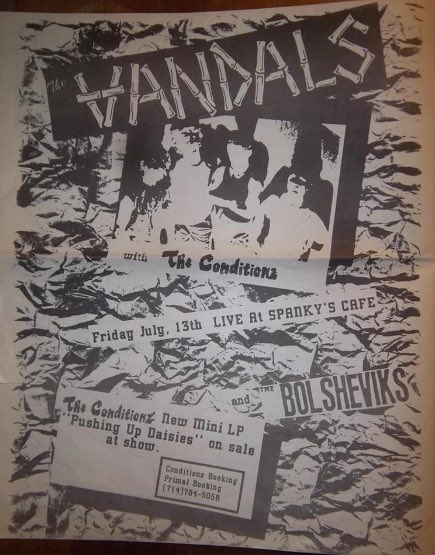 The
VANDALS
with The Conditionz
Friday July, 13th LIVE At SPANKY'S CAFE
and THE BOLSHEVIKS
The Conditionz New Mini LP
"Pushing Up Daisies" on sale
at show.
Conditionz Booking
Primal Booking
(714)784-5058